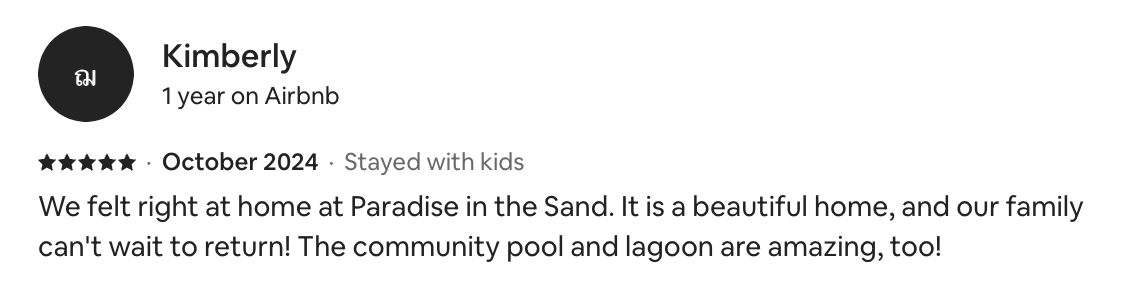 ฌ
Kimberly
1 year on Airbnb
★★★★★ · October 2024 · Stayed with kids
We felt right at home at Paradise in the Sand. It is a beautiful home, and our family
can't wait to return! The community pool and lagoon are amazing, too!